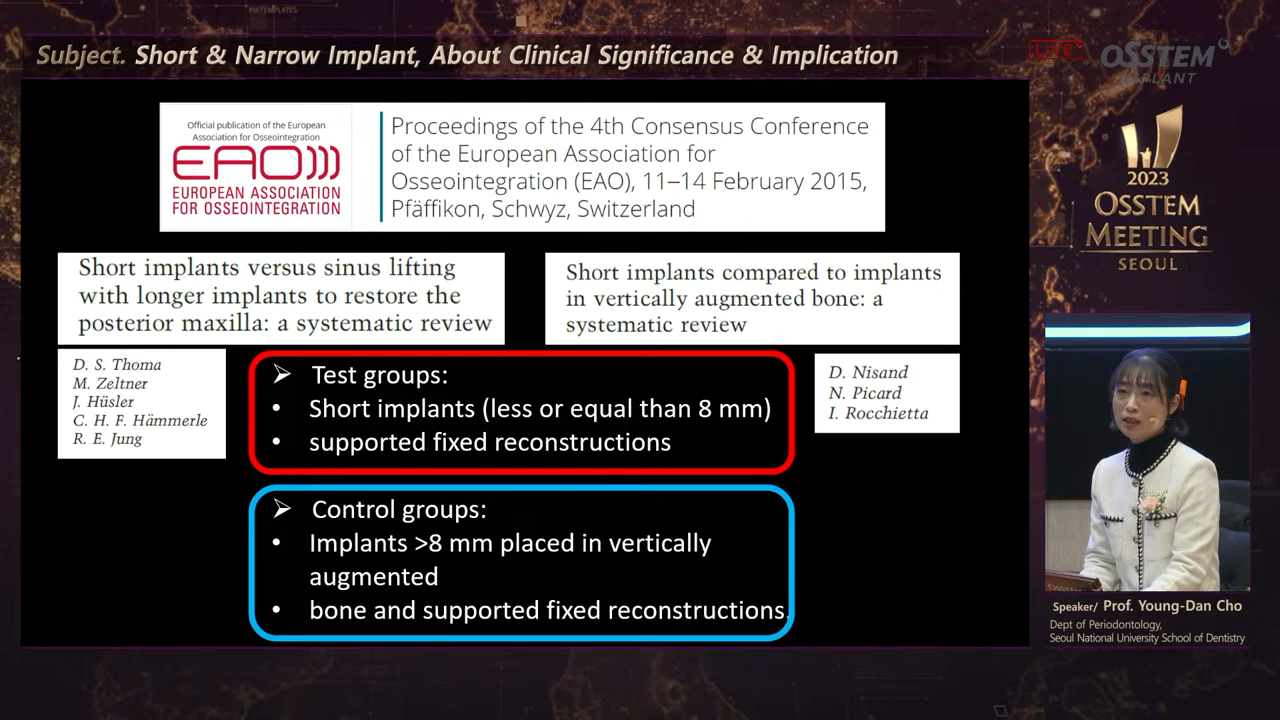 Subject. Short & Narrow Implant, About Clinical Significance & Implication
LIVE
OSSTEM
IMPLANT
Official publication of the European
Association for Osseointegration
EAO
EUROPEAN ASSOCIATION
FOR OSSEOINTEGRATION
Proceedings of the 4th Consensus Conference
of the European Association for
Osseointegration (EAO), 11–14 February 2015,
Pfäffikon, Schwyz, Switzerland
Short implants versus sinus lifting
with longer implants to restore the
posterior maxilla: a systematic review
Short implants compared to implants
in vertically augmented bone: a
systematic review
D. S. Thoma
M. Zeltner
J. Hüsler
C. H. F. Hämmerle
R. E. Jung
D. Nisand
N. Picard
I. Rocchietta
➢ Test groups:
• Short implants (less or equal than 8 mm)
• supported fixed reconstructions
➢ Control groups:
• Implants >8 mm placed in vertically
augmented
• bone and supported fixed reconstructions.
2023
OSSTEM
MEETING
SEOUL
Speaker/ Prof. Young-Dan Cho
Dept of Periodontology,
Seoul National University School of Dentistry